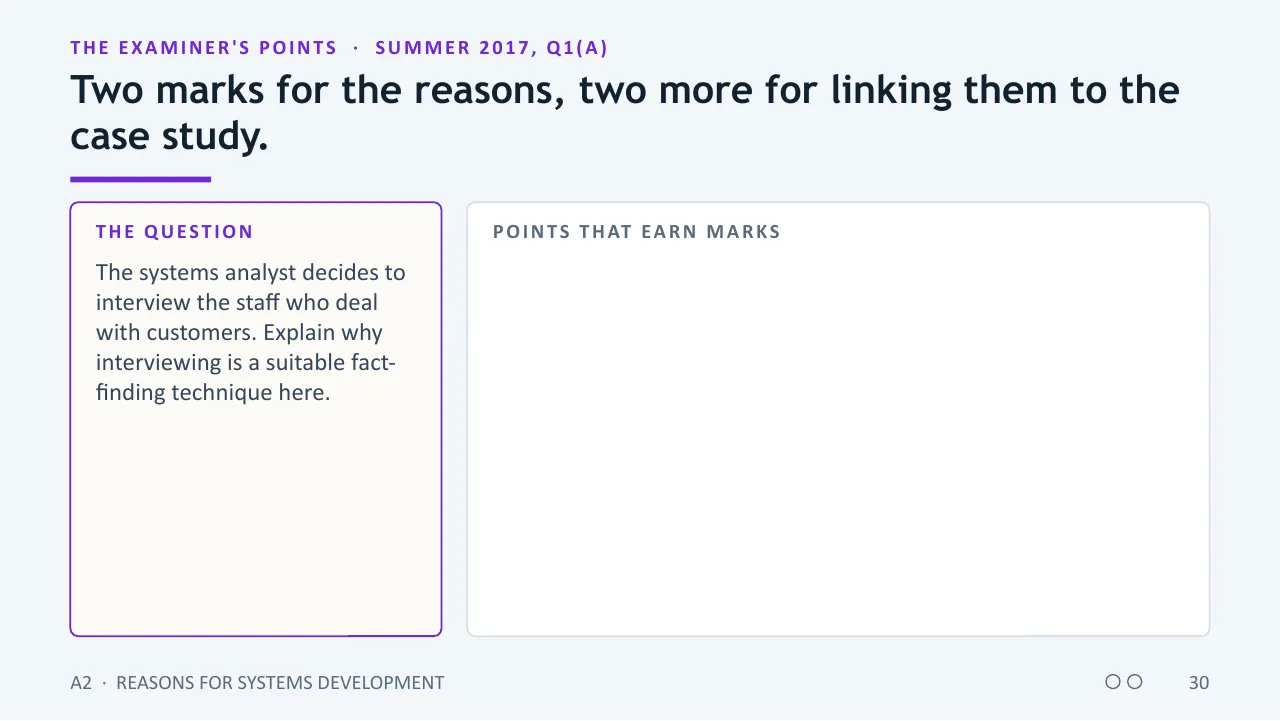 THE EXAMINER'S POINTS · SUMMER 2017, Q1(A)
Two marks for the reasons, two more for linking them to the
case study.
THE QUESTION
The systems analyst decides to
interview the staff who deal
with customers. Explain why
interviewing is a suitable fact-
finding technique here.
POINTS THAT EARN MARKS
A2 · REASONS FOR SYSTEMS DEVELOPMENT
30